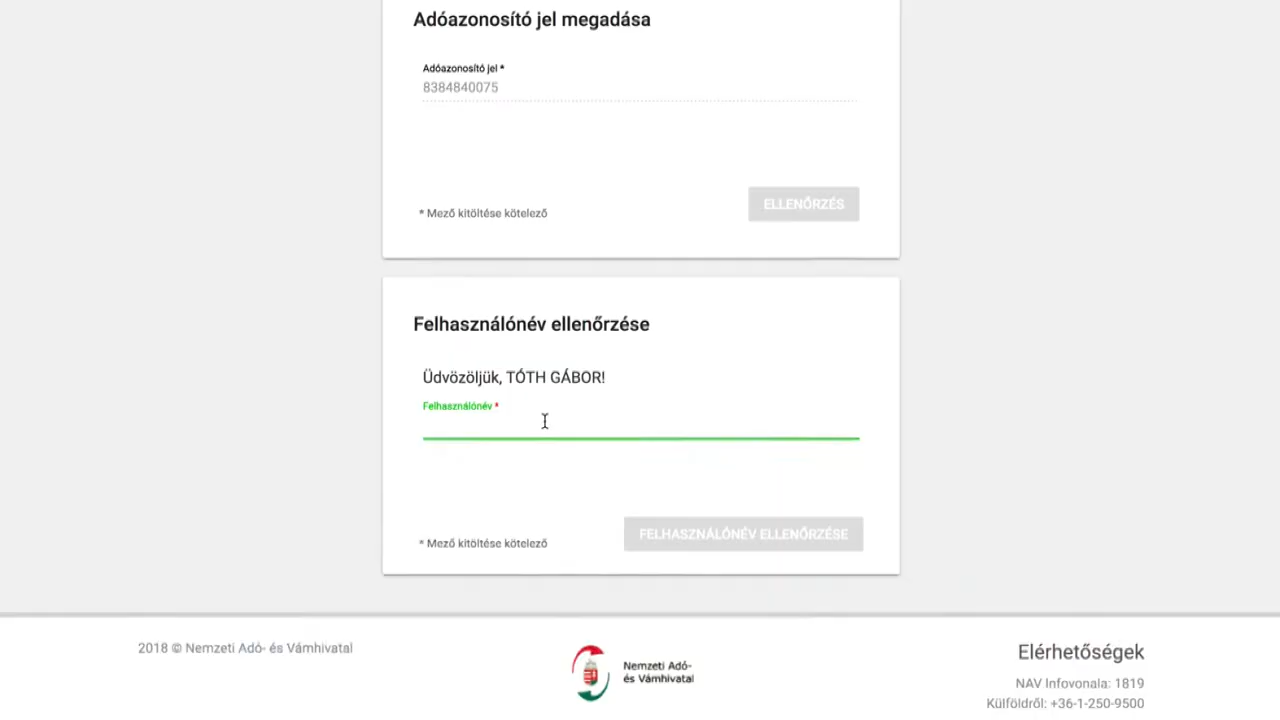 Adóazonosító jel megadása
Adóazonosító jel *
8384840075
* Mező kitöltése kötelező
ELLENŐRZÉS
Felhasználónév ellenőrzése
Üdvözöljük, TÓTH GÁBOR!
Felhasználónév *
* Mező kitöltése kötelező
FELHASZNÁLÓNÉV ELLENŐRZÉSE
2018 © Nemzeti Adó- és Vámhivatal
Nemzeti Adó-
és Vámhivatal
Elérhetőségek
NAV Infovonala: 1819
Külföldről: +36-1-250-9500